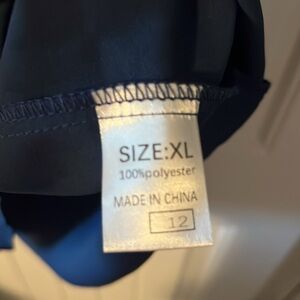 SIZE:XL
100%polyester
MADE IN CHINA
12